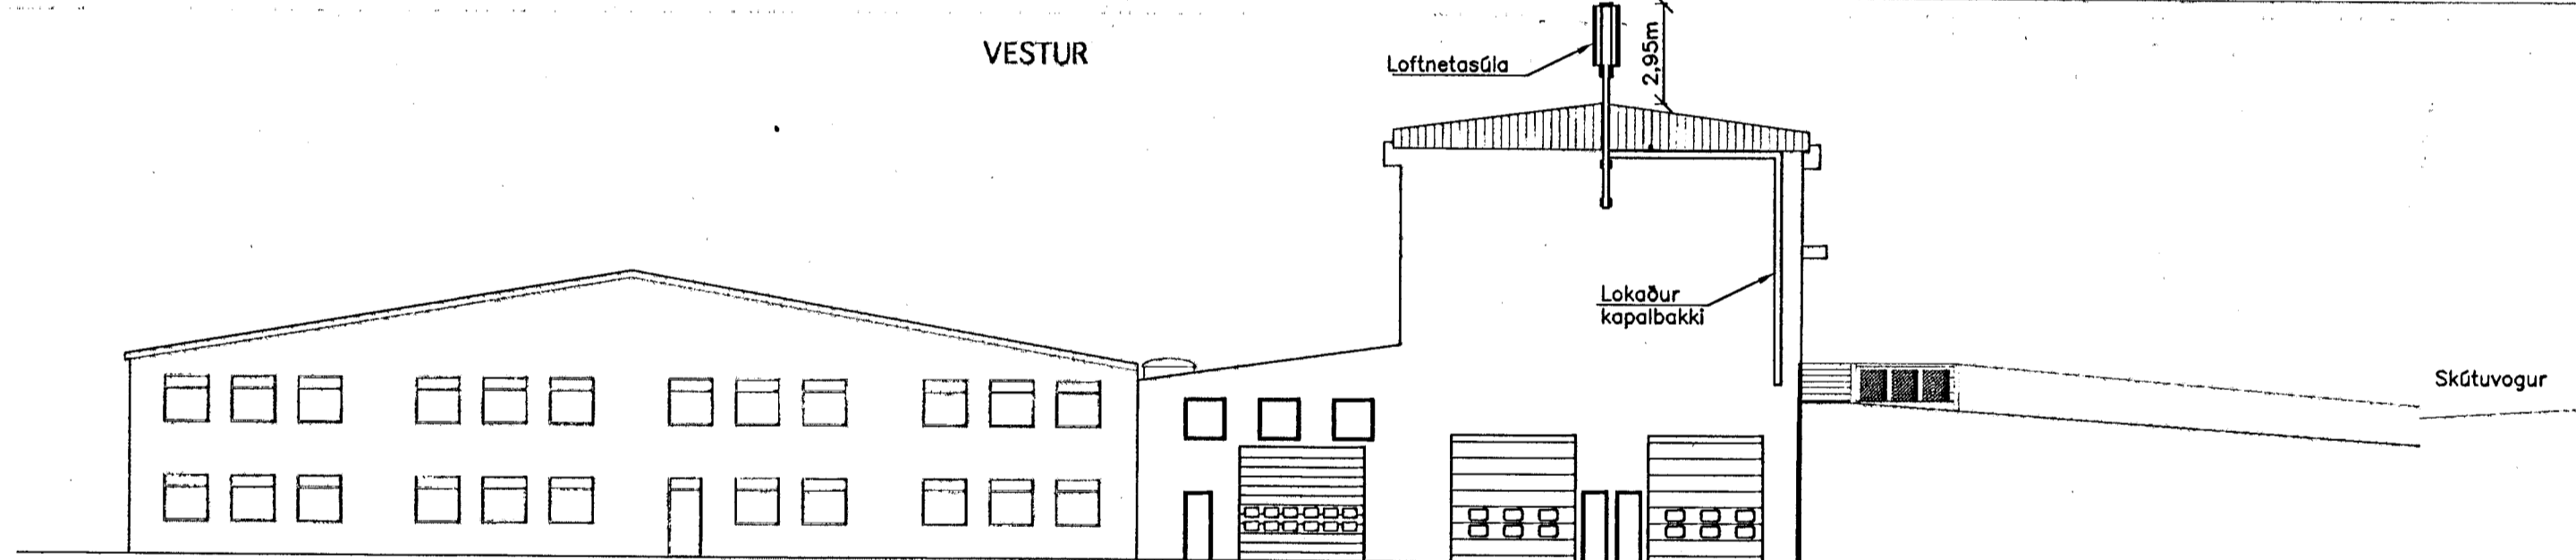 VESTUR
Loftnetasúla
2,95m
Lokaður
kapalbakki
Skútuvogur